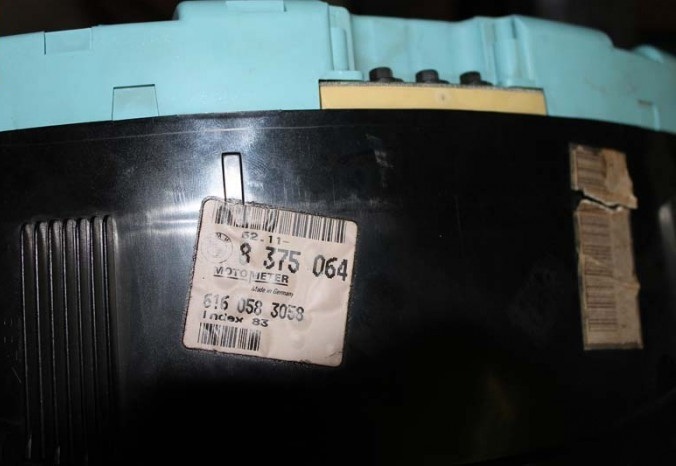 62.11-
8 375 064
MOTOMETER
Made in Germany
616 058 3058
Index 83